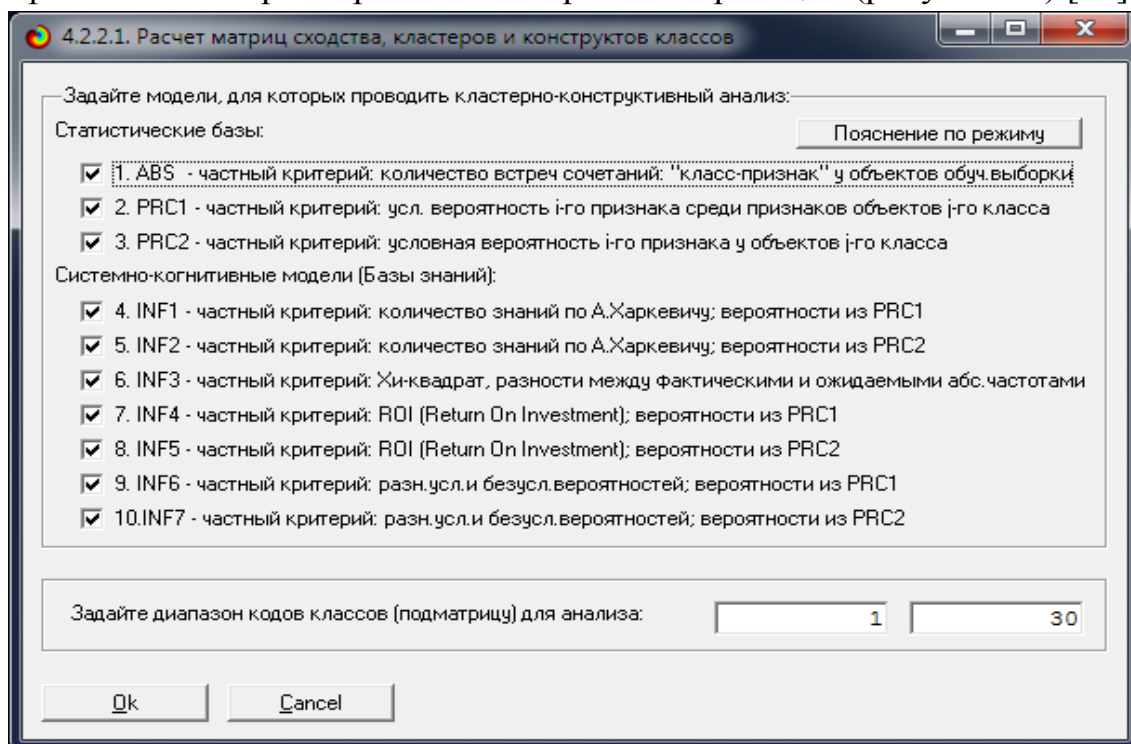 4.2.2.1. Расчет матриц сходства, кластеров и конструктов классов
Задайте модели, для которых проводить кластерно-конструктивный анализ:
Статистические базы:
Пояснение по режиму
1. ABS - частный критерий: количество встреч сочетаний: "класс-признак" у объектов обуч.выборки
2. PRC1 - частный критерий: усл. вероятность i-го признака среди признаков объектов j-го класса
3. PRC2 - частный критерий: условная вероятность i-го признака у объектов j-го класса
Системно-когнитивные модели (Базы знаний):
4. INF1 - частный критерий: количество знаний по А.Харкевичу; вероятности из PRC1
5. INF2 - частный критерий: количество знаний по А.Харкевичу; вероятности из PRC2
6. INF3 - частный критерий: Хи-квадрат, разности между фактическими и ожидаемыми абс.частотами
7. INF4 - частный критерий: ROI (Return On Investment); вероятности из PRC1
8. INF5 - частный критерий: ROI (Return On Investment); вероятности из PRC2
9. INF6 - частный критерий: разн.усл.и безусл.вероятностей; вероятности из PRC1
10.INF7 - частный критерий: разн.усл.и безусл.вероятностей; вероятности из PRC2
Задайте диапазон кодов классов (подматрицу) для анализа: 1 30
Ok Cancel